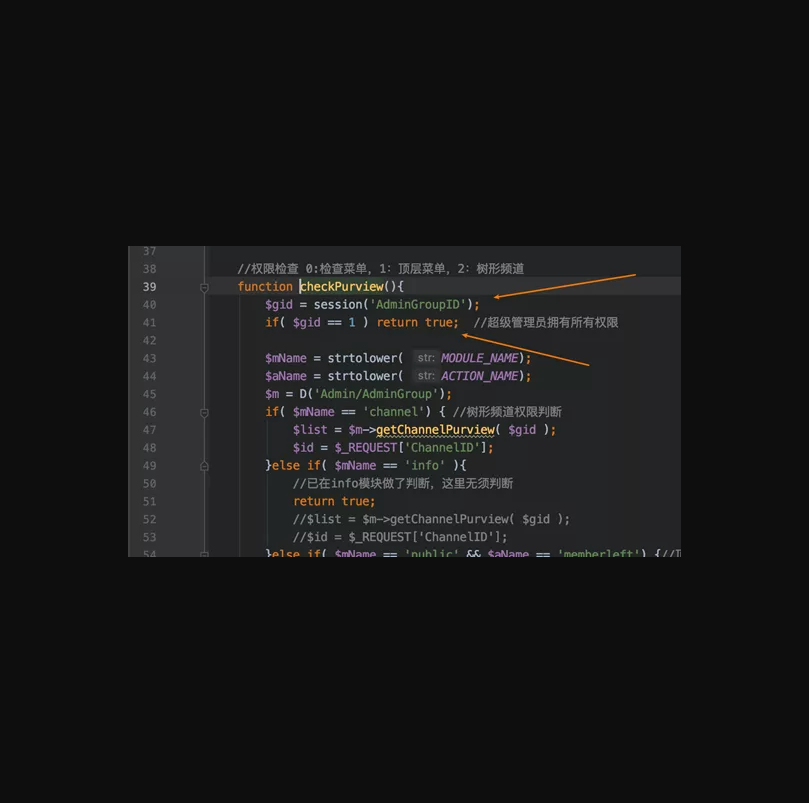 37
38 //权限检查 0:检查菜单, 1: 顶层菜单, 2: 树形频道
39 function checkPurview(){
40 $gid = session('AdminGroupID');
41 if( $gid == 1 ) return true; //超级管理员拥有所有权限
42
43 $mName = strtolower( str: MODULE_NAME);
44 $aName = strtolower( str: ACTION_NAME);
45 $m = D('Admin/AdminGroup');
46 if( $mName == 'channel') { //树形频道权限判断
47 $list = $m->getChannelPurview( $gid );
48 $id = $_REQUEST['ChannelID'];
49 }else if( $mName == 'info' ){
50 //已在info模块做了判断, 这里无须判断
51 return true;
52 //$list = $m->getChannelPurview( $gid );
53 //$id = $_REQUEST['ChannelID'];
54 }else if( $mName == 'public' && $aName == 'memberleft') {//